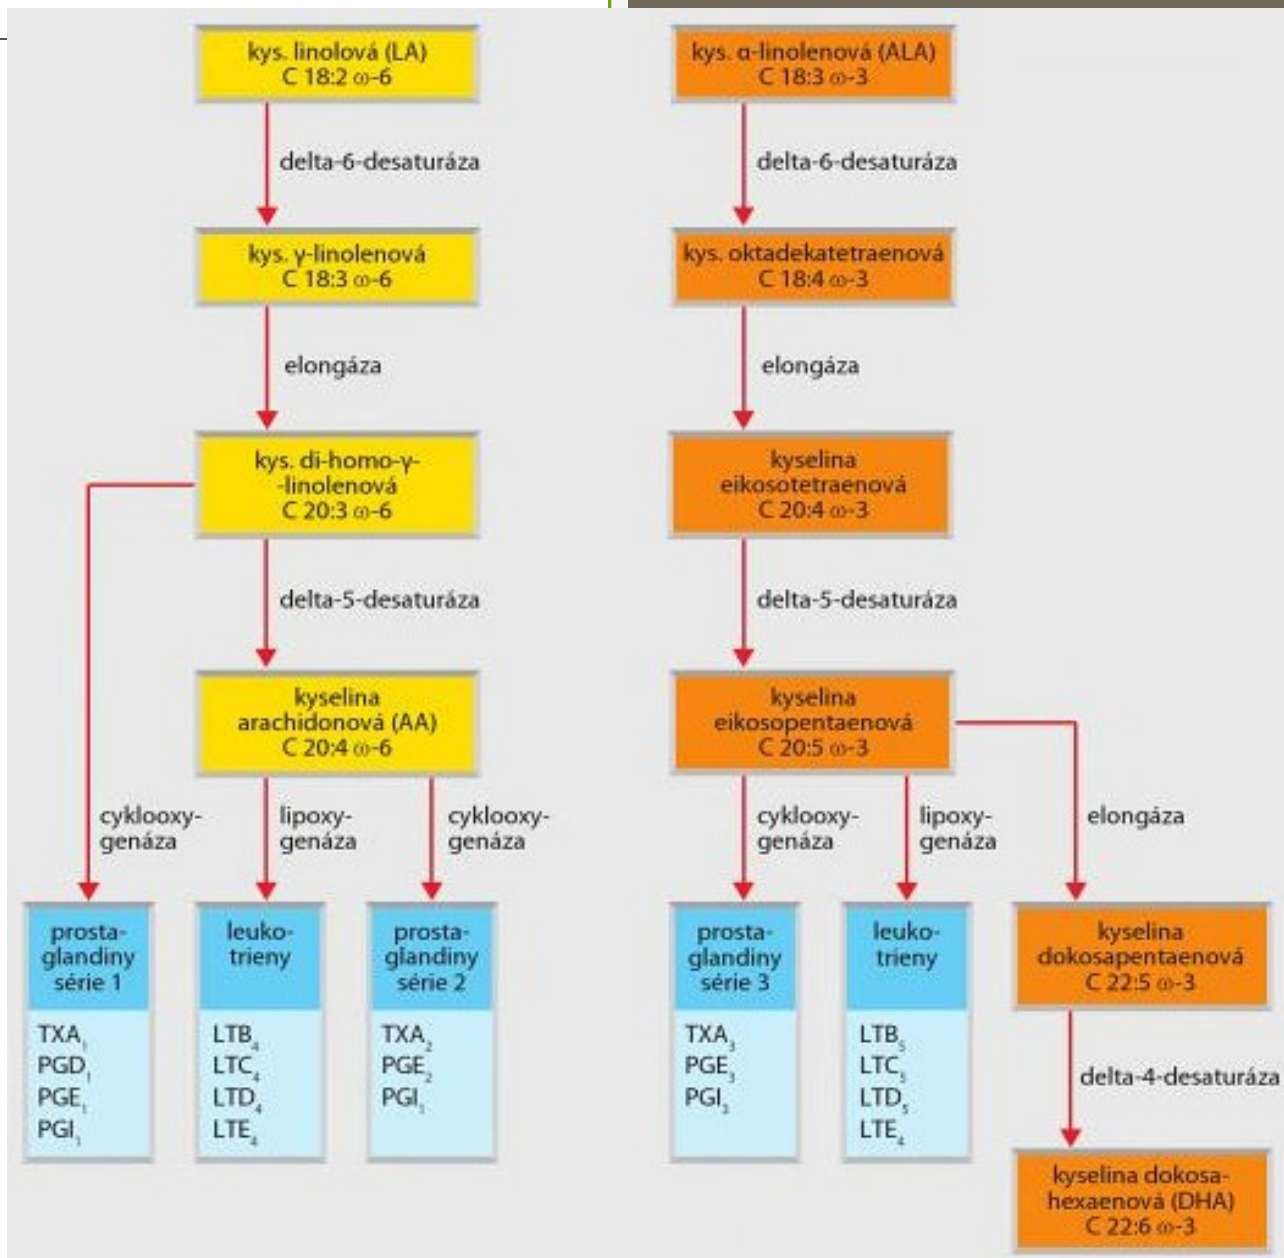 kys. linolová (LA)
C 18:2 ω-6
delta-6-desaturáza
kys. γ-linolenová
C 18:3 ω-6
elongáza
kys. di-homo-γ-
-linolenová
C 20:3 ω-6
delta-5-desaturáza
kyselina
arachidonová (AA)
C 20:4 ω-6
cyklooxy-
genáza
lipoxy-
genáza
cyklooxy-
genáza
prosta-
glandiny
série 1
TXA₁
PGD₁
PGE₁
PGI₁
leuko-
trieny
LTB₄
LTC₄
LTD₄
LTE₄
prosta-
glandiny
série 2
TXA₂
PGE₂
PGI₁
kys. α-linolenová (ALA)
C 18:3 ω-3
delta-6-desaturáza
kys. oktadekatetraenová
C 18:4 ω-3
elongáza
kyselina
eikosotetraenová
C 20:4 ω-3
delta-5-desaturáza
kyselina
eikosopentaenová
C 20:5 ω-3
cyklooxy-
genáza
lipoxy-
genáza
elongáza
prosta-
glandiny
série 3
TXA₃
PGE₃
PGI₃
leuko-
trieny
LTB₅
LTC₅
LTD₅
LTE₄
kyselina
dokosapentaenová
C 22:5 ω-3
delta-4-desaturáza
kyselina dokosa-
hexaenová (DHA)
C 22:6 ω-3